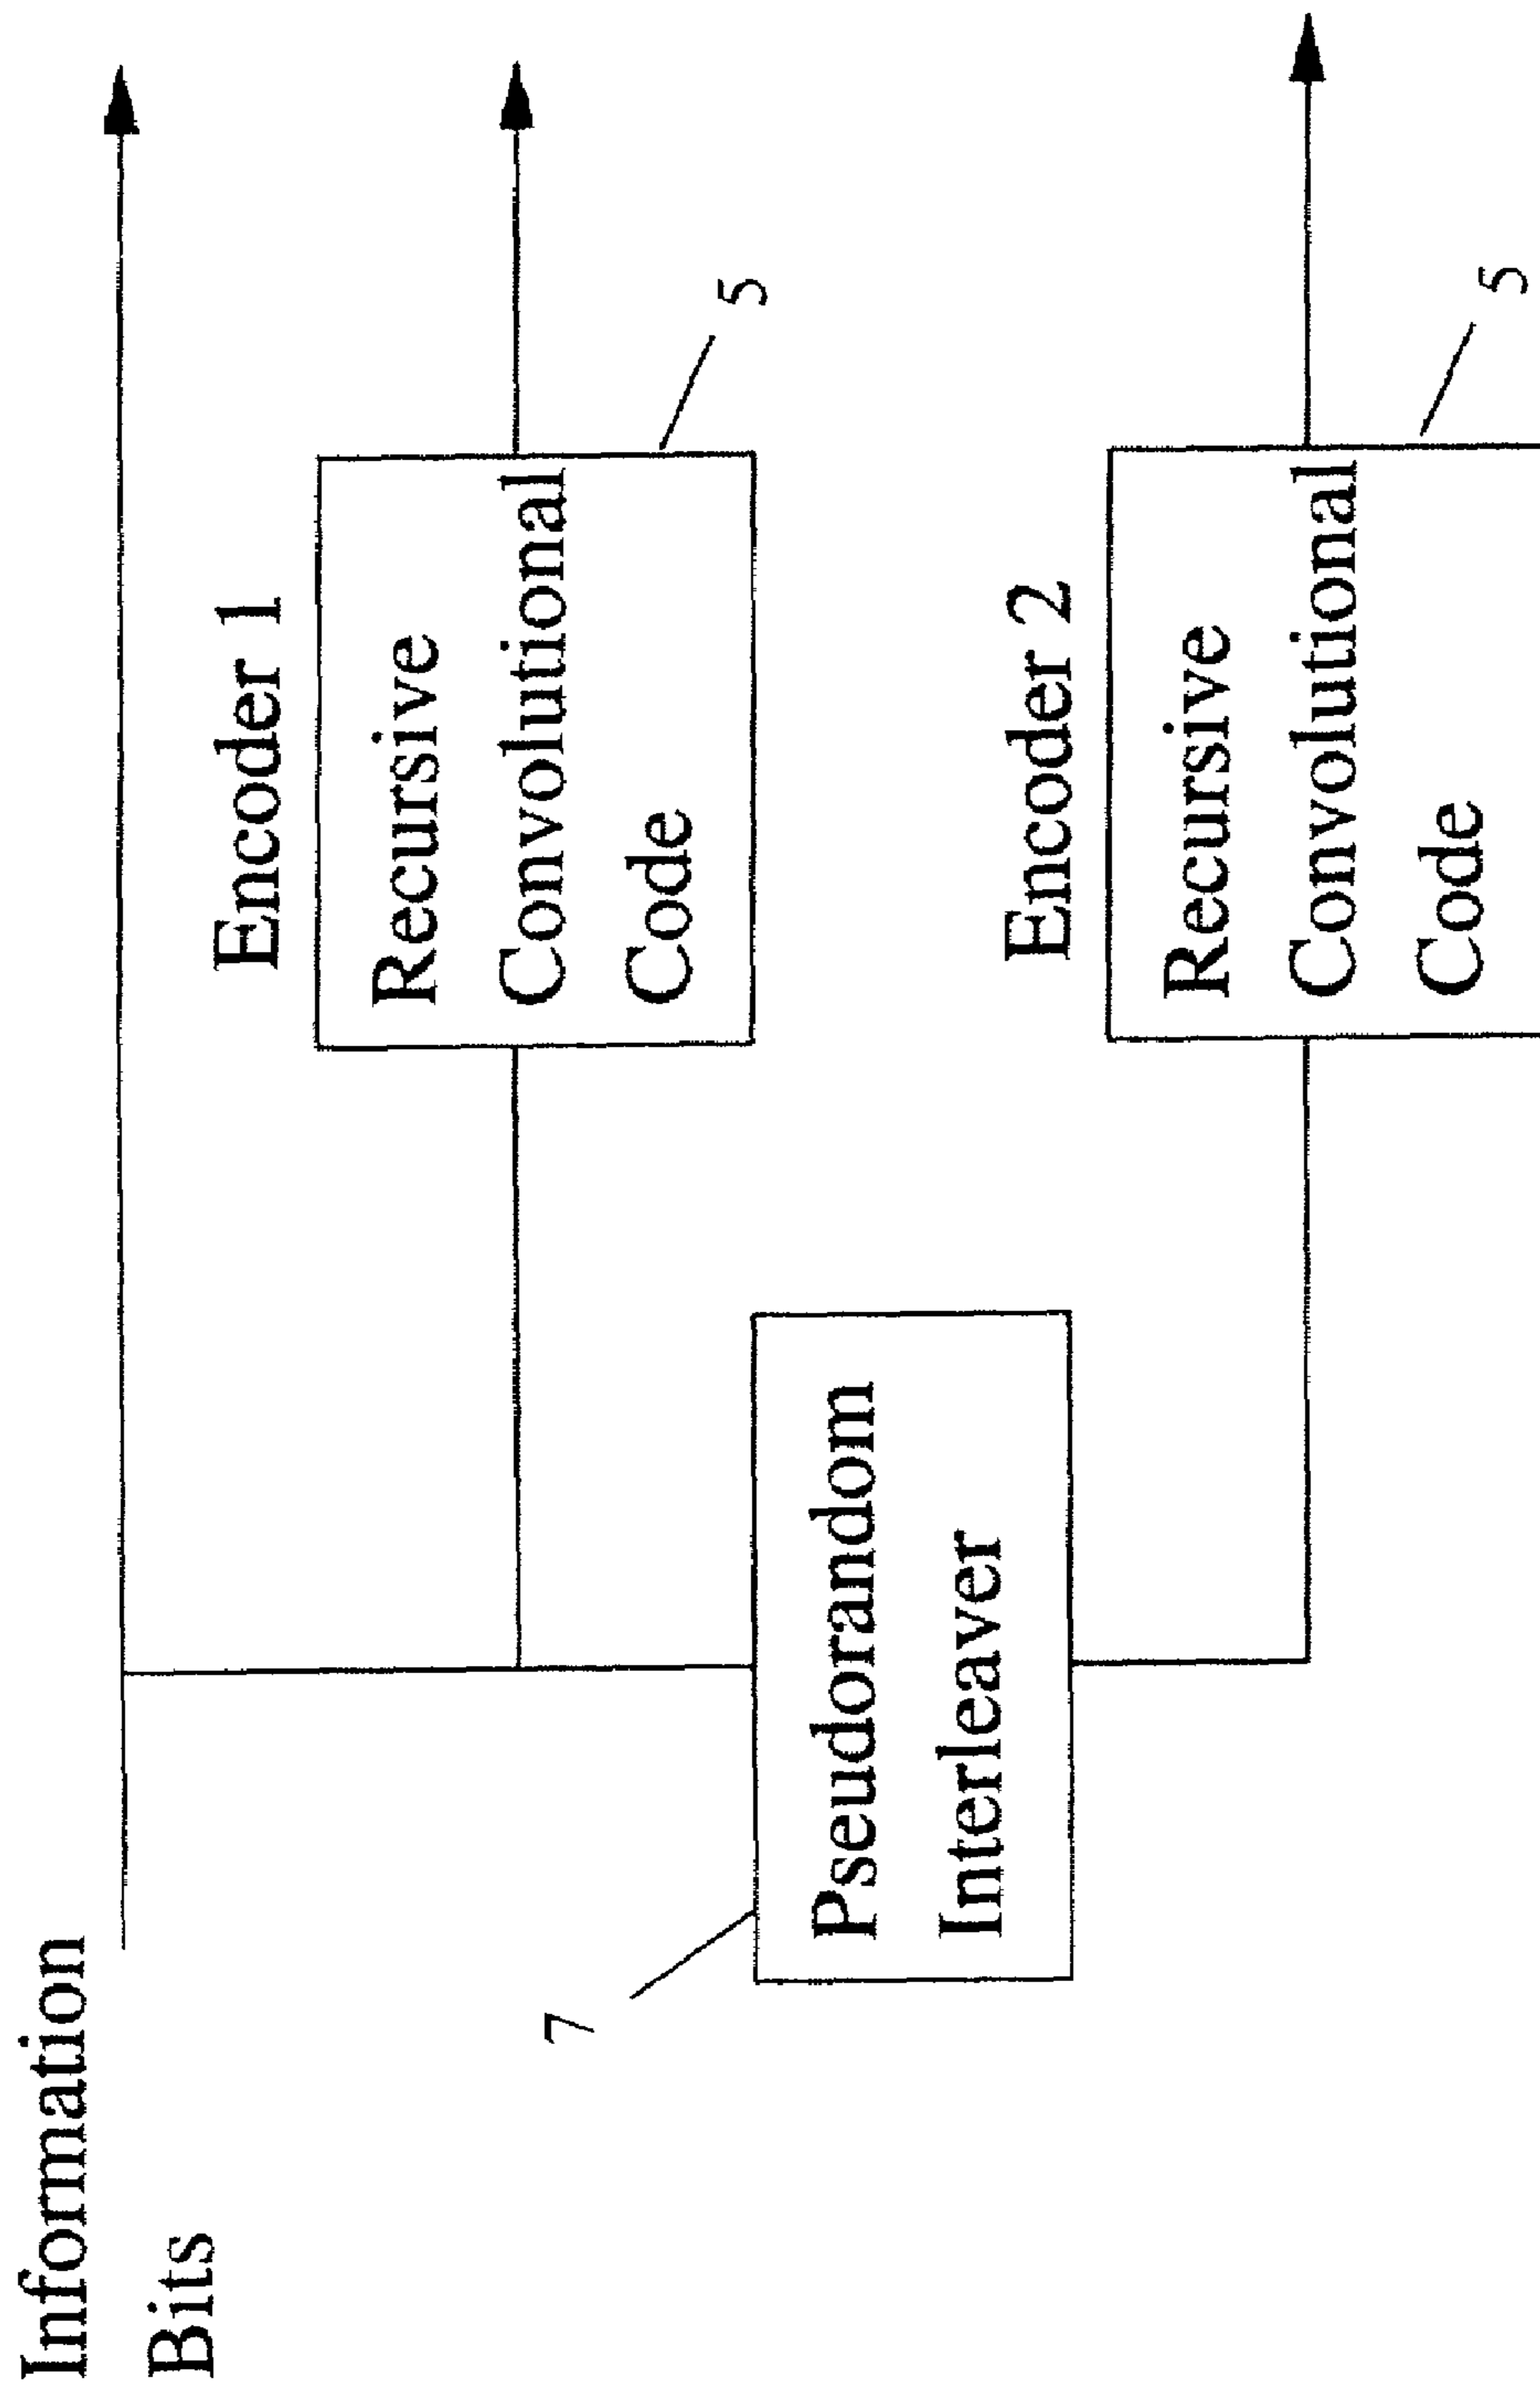 Information
Bits
Encoder 1
Recursive
Convolutional
Code
5
7
Pseudorandom
Interleaver
Encoder 2
Recursive
Convolutional
Code
5